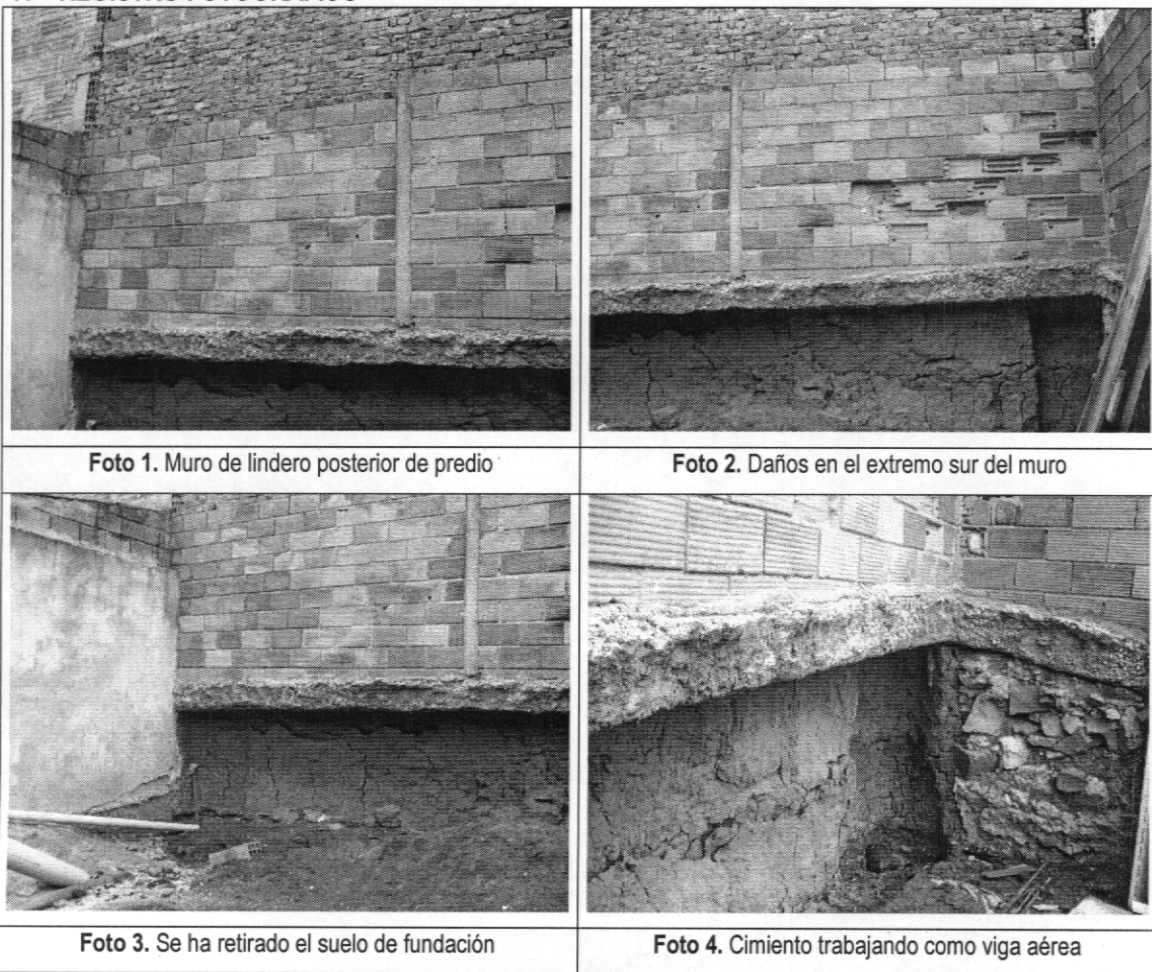 Foto 1. Muro de lindero posterior de predio
Foto 2. Daños en el extremo sur del muro
Foto 3. Se ha retirado el suelo de fundación
Foto 4. Cimiento trabajando como viga aérea